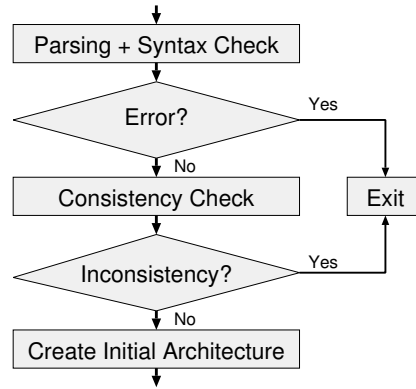 Parsing + Syntax Check
Yes
Error?
No
Consistency Check
Exit
Yes
Inconsistency?
No
Create Initial Architecture